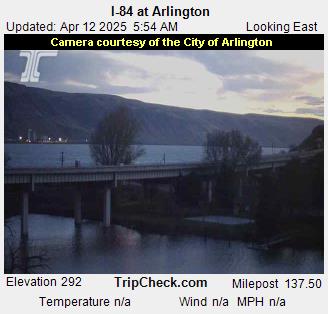 I-84 at Arlington
Updated: Apr 12 2025 5:54 AM Looking East
Camera courtesy of the City of Arlington
Elevation 292 TripCheck.com Milepost 137.50
Temperature n/a Wind n/a MPH n/a